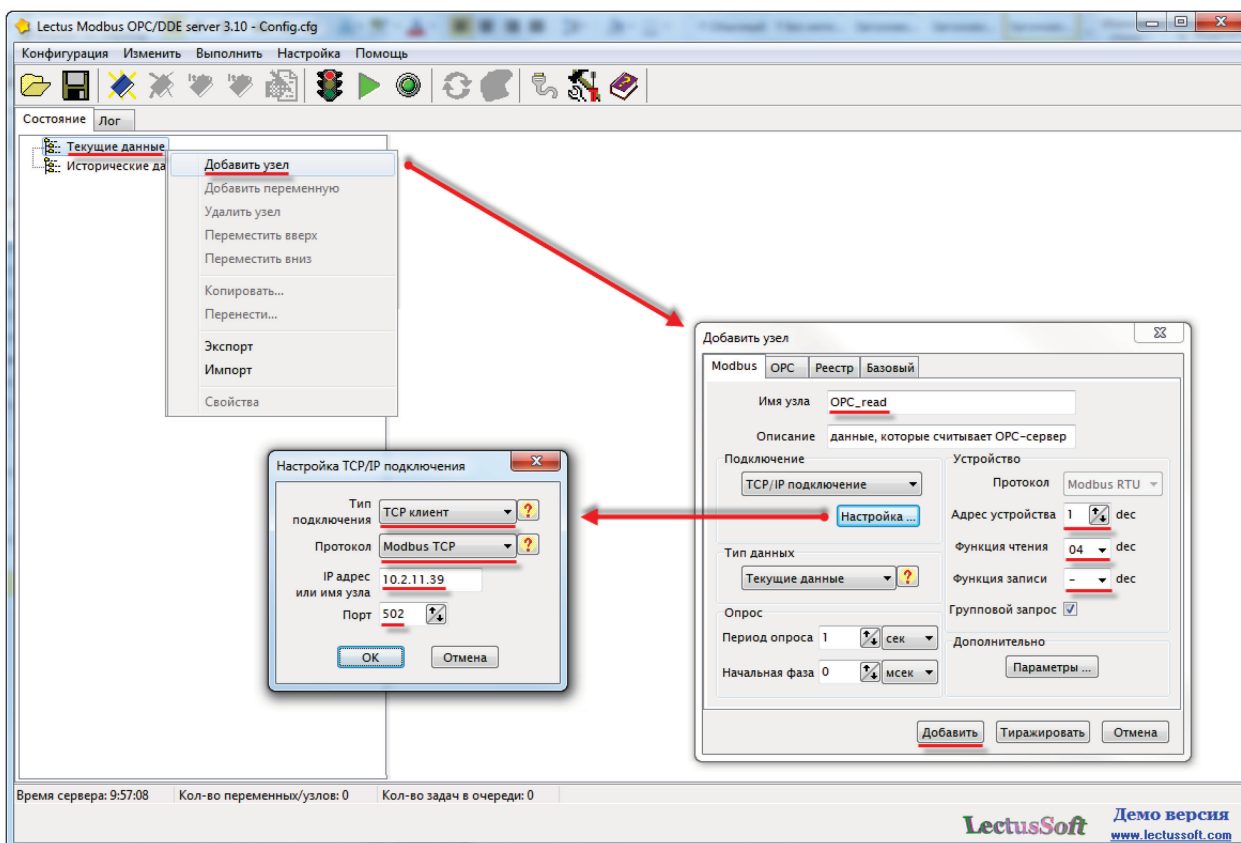 Lectus Modbus OPC/DDE server 3.10 - Config.cfg
Конфигурация Изменить Выполнить Настройка Помощь
Состояние Лог
Текущие данные
Исторические да
Добавить узел
Добавить переменную
Удалить узел
Переместить вверх
Переместить вниз
Копировать...
Перенести...
Экспорт
Импорт
Свойства
Добавить узел
Modbus OPC Реестр Базовый
Имя узла OPC_read
Описание данные, которые считывает OPC-сервер
Подключение
TCP/IP подключение
Настройка ...
Тип данных
Текущие данные ?
Опрос
Период опроса 1 сек
Начальная фаза 0 мсек
Устройство
Протокол Modbus RTU
Адрес устройства 1 dec
Функция чтения 04 dec
Функция записи - dec
Групповой запрос
Дополнительно
Параметры ...
Добавить Тиражировать Отмена
Настройка TCP/IP подключения
Тип
подключения TCP клиент ?
Протокол Modbus TCP ?
IP адрес
или имя узла 10.2.11.39
Порт 502
OK Отмена
Время сервера: 9:57:08 Кол-во переменных/узлов: 0 Кол-во задач в очереди: 0
LectusSoft
Демо версия
www.lectussoft.com